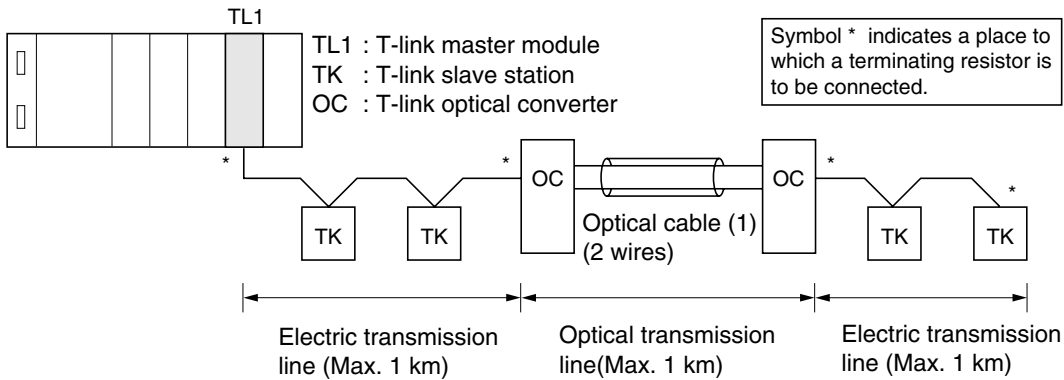 TL1
TL1 : T-link master module
TK : T-link slave station
OC : T-link optical converter
Symbol * indicates a place to
which a terminating resistor is
to be connected.
*
*
*
*
OC
OC
TK
TK
Optical cable (1)
(2 wires)
TK
TK
Electric transmission
line (Max. 1 km)
Optical transmission
line(Max. 1 km)
Electric transmission
line (Max. 1 km)